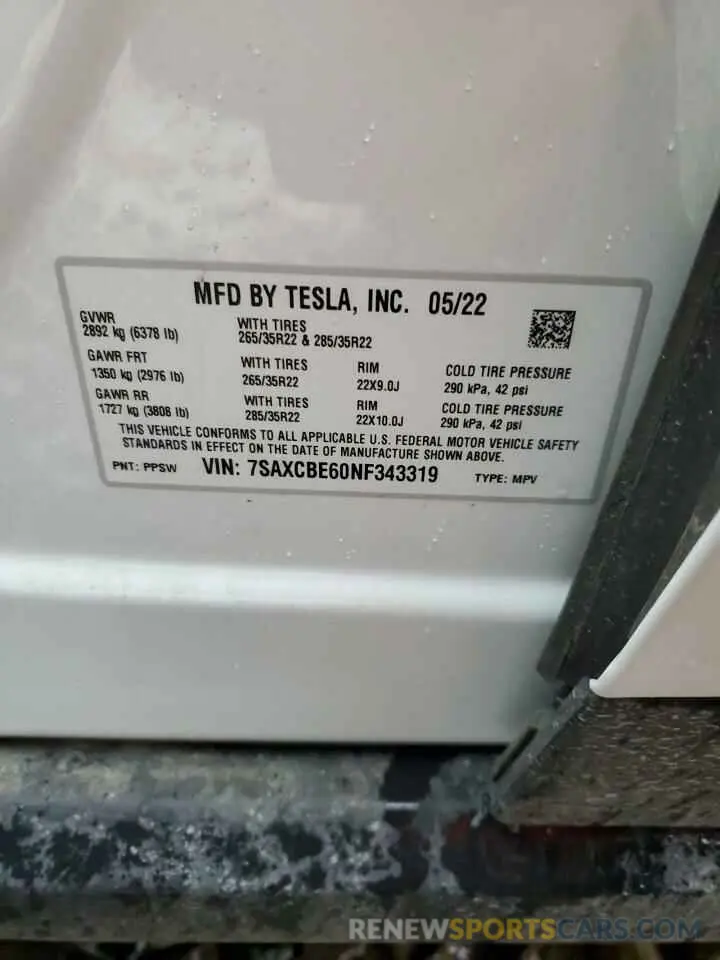 MFD BY TESLA, INC. 05/22
GVWR
2892 kg (6378 lb)
WITH TIRES
265/35R22 & 285/35R22
GAWR FRT
1350 kg (2976 lb)
WITH TIRES
265/35R22
RIM
22X9.0J
COLD TIRE PRESSURE
290 kPa, 42 psi
GAWR RR
1727 kg (3808 lb)
WITH TIRES
285/35R22
RIM
22X10.0J
COLD TIRE PRESSURE
290 kPa, 42 psi
THIS VEHICLE CONFORMS TO ALL APPLICABLE U.S. FEDERAL MOTOR VEHICLE SAFETY
STANDARDS IN EFFECT ON THE DATE OF MANUFACTURE SHOWN ABOVE.
PNT: PPSW VIN: 7SAXCBE60NF343319 TYPE: MPV
RENEWSPORTSCARS.COM